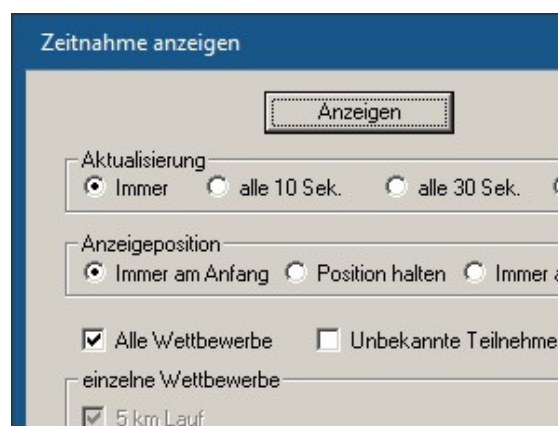 Zeitnahme anzeigen
Anzeigen
Aktualisierung
Immer alle 10 Sek. alle 30 Sek.
Anzeigeposition
Immer am Anfang Position halten Immer
Alle Wettbewerbe Unbekannte Teilnehme
einzelne Wettbewerbe
5 km Lauf